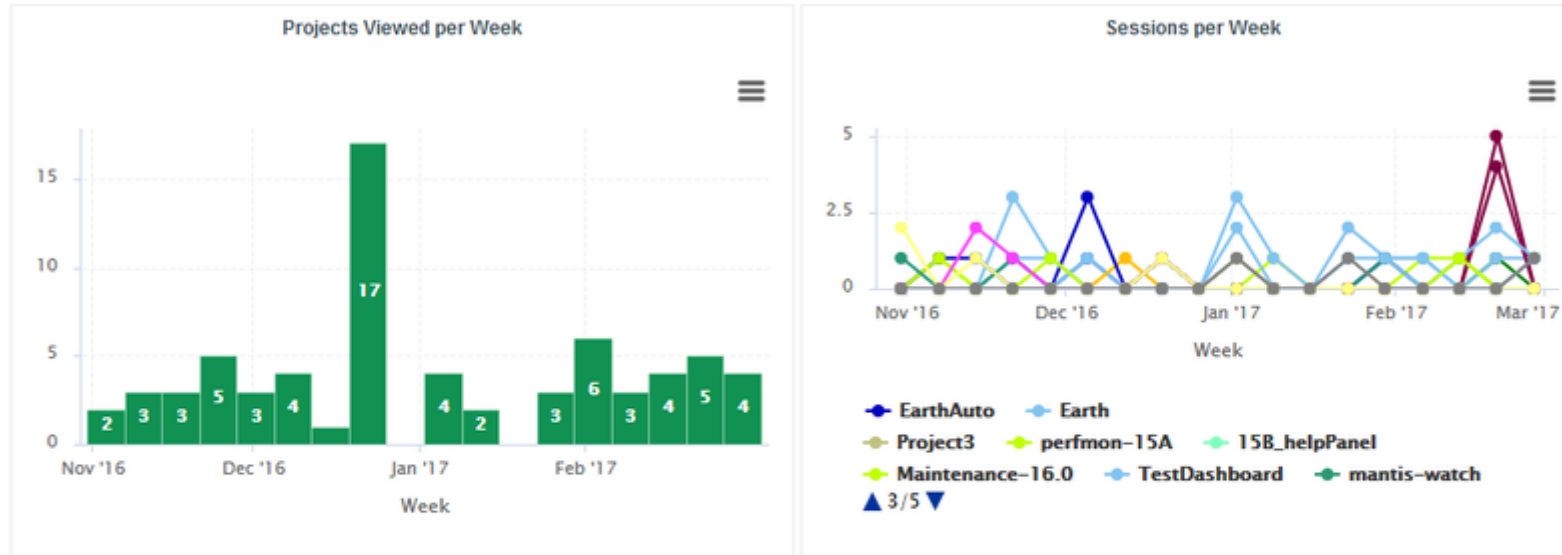 Projects Viewed per Week
15
10
5
0
2
3
3
5
3
4
17
4
2
3
6
3
4
5
4
Nov '16 Dec '16 Jan '17 Feb '17
Week
Sessions per Week
5
2.5
0
Nov '16 Dec '16 Jan '17 Feb '17 Mar '17
Week
EarthAuto Earth
Project3 perfmon-15A 15B_helpPanel
Maintenance-16.0 TestDashboard mantis-watch
▲ 3/5 ▼